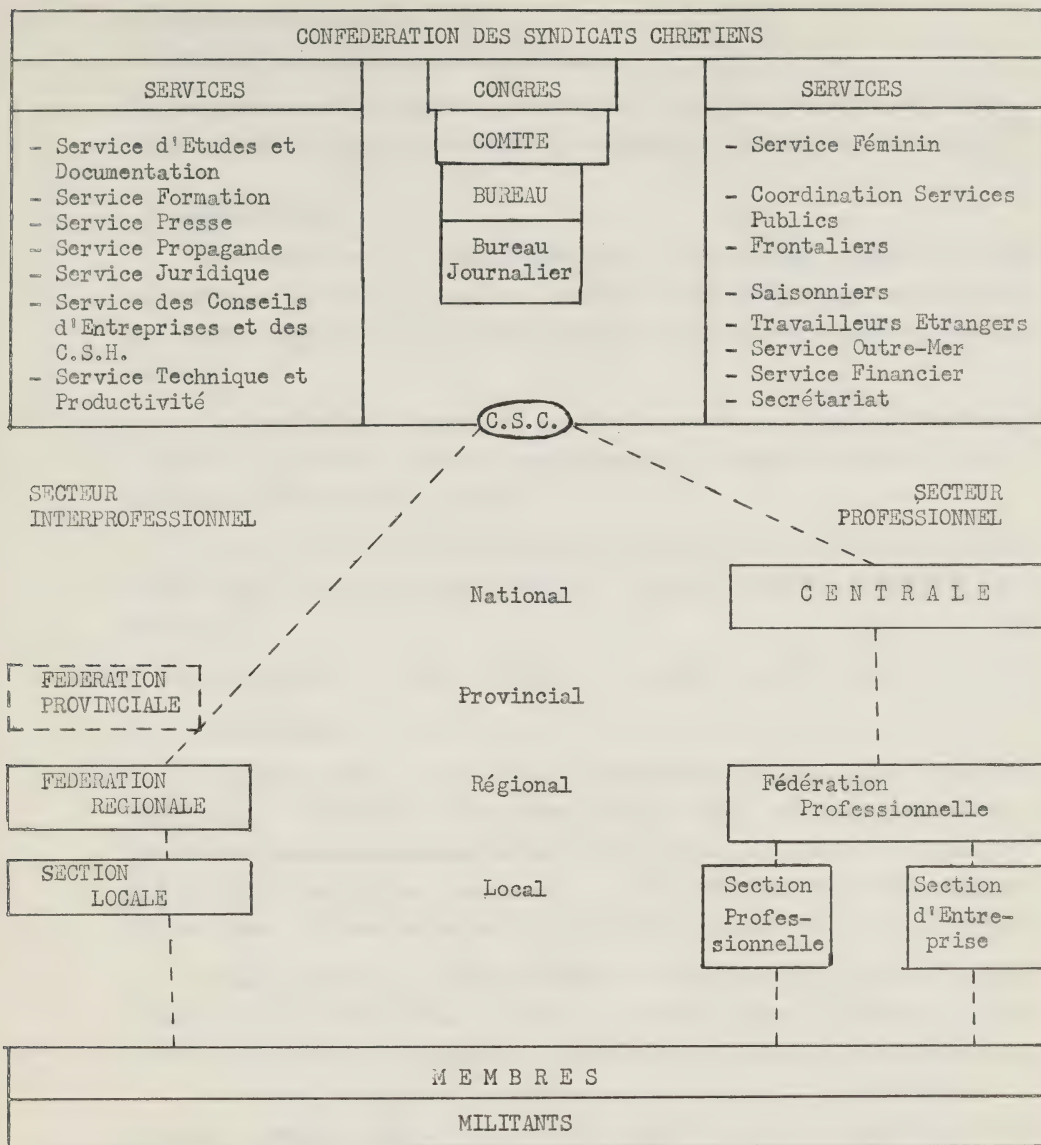 CONFEDERATION DES SYNDICATS CHRETIENS
SERVICES
- Service d'Etudes et
Documentation
- Service Formation
- Service Presse
- Service Propagande
- Service Juridique
- Service des Conseils
d'Entreprises et des
C.S.H.
- Service Technique et
Productivité
CONGRES
COMITE
BUREAU
Bureau
Journalier
SERVICES
- Service Féminin
- Coordination Services
Publics
- Frontaliers
- Saisonniers
- Travailleurs Etrangers
- Service Outre-Mer
- Service Financier
- Secrétariat
C.S.C.
SECTEUR
INTERPROFESSIONNEL
SECTEUR
PROFESSIONNEL
National
C E N T R A L E
FEDERATION
PROVINCIALE
Provincial
FEDERATION
REGIONALE
Régional
Fédération
Professionnelle
SECTION
LOCALE
Local
Section
Profes-
sionnelle
Section
d'Entre-
prise
M E M B R E S
MILITANTS